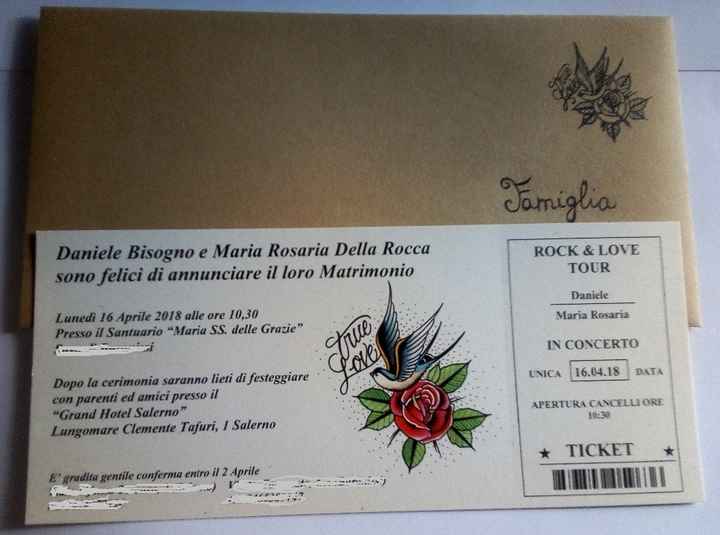 True
Love
Famiglia
Daniele Bisogno e Maria Rosaria Della Rocca
sono felici di annunciare il loro Matrimonio
Lunedì 16 Aprile 2018 alle ore 10,30
Presso il Santuario “Maria SS. delle Grazie”
Dopo la cerimonia saranno lieti di festeggiare
con parenti ed amici presso il
“Grand Hotel Salerno”
Lungomare Clemente Tafuri, 1 Salerno
E' gradita gentile conferma entro il 2 Aprile
True
Love
ROCK & LOVE
TOUR
Daniele
Maria Rosaria
IN CONCERTO
UNICA 16.04.18 DATA
APERTURA CANCELLI ORE
10:30
TICKET